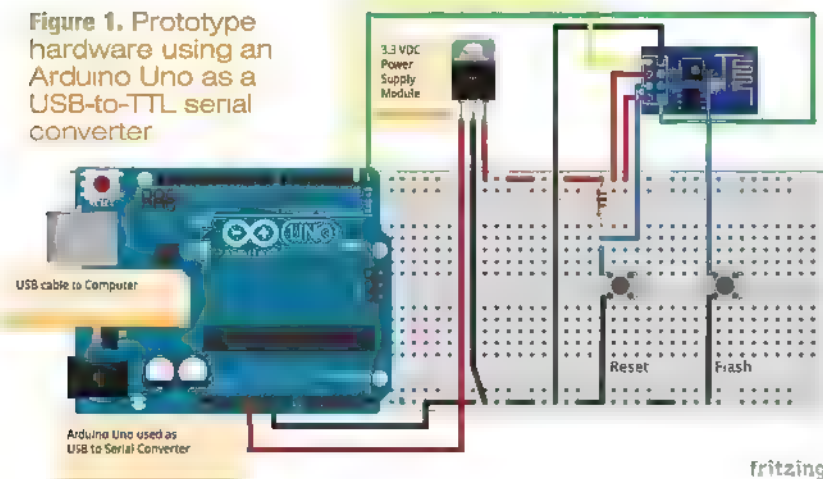 Figure 1. Prototype
hardware using an
Arduino Uno as a
USB-to-TTL serial
converter
3.3 VDC
Power
Supply
Module
UNO
USB cable to Computer
Reset
Flash
Arduino Uno used as
USB to Serial Converter
fritzing